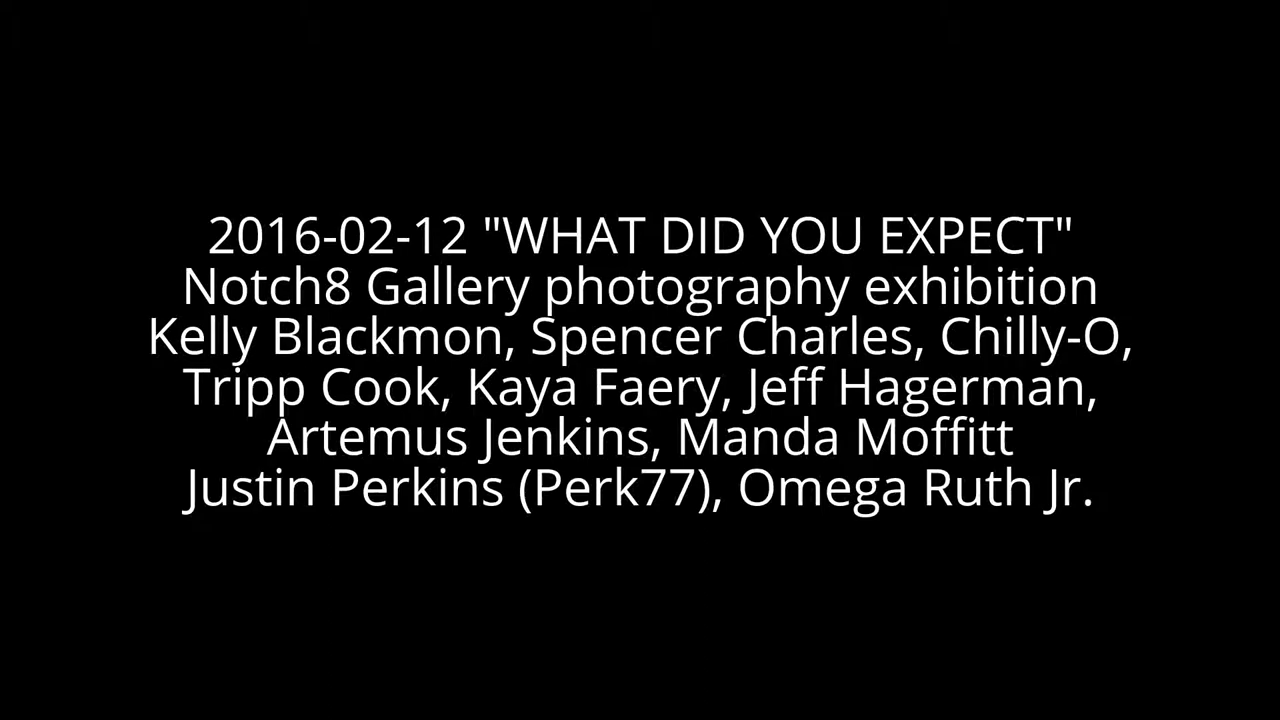 2016-02-12 "WHAT DID YOU EXPECT"
Notch8 Gallery photography exhibition
Kelly Blackmon, Spencer Charles, Chilly-O,
Tripp Cook, Kaya Faery, Jeff Hagerman,
Artemus Jenkins, Manda Moffitt
Justin Perkins (Perk77), Omega Ruth Jr.